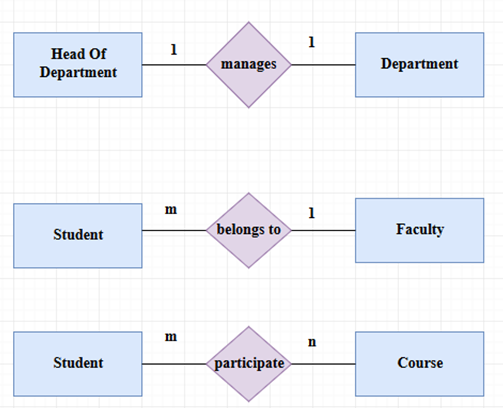 Head Of
Department
1
manages
1
Department
Student
m
belongs to
1
Faculty
Student
m
participate
n
Course